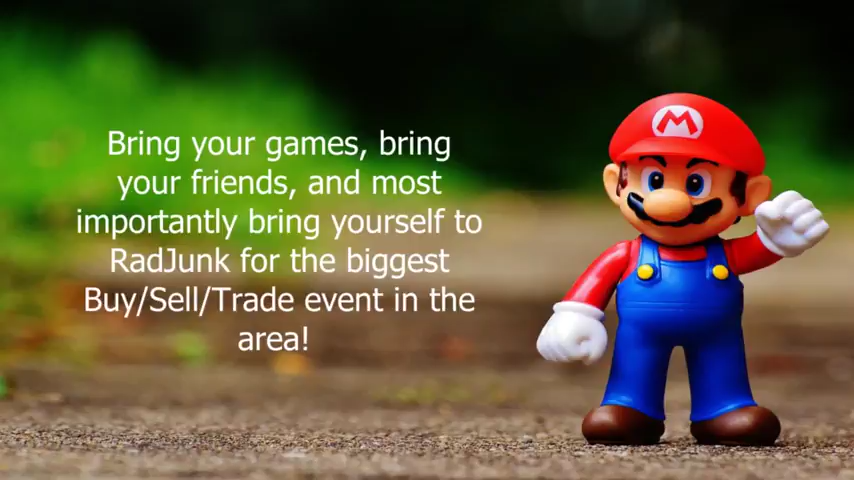 Bring your games, bring
your friends, and most
importantly bring yourself to
RadJunk for the biggest
Buy/Sell/Trade event in the
area!
M